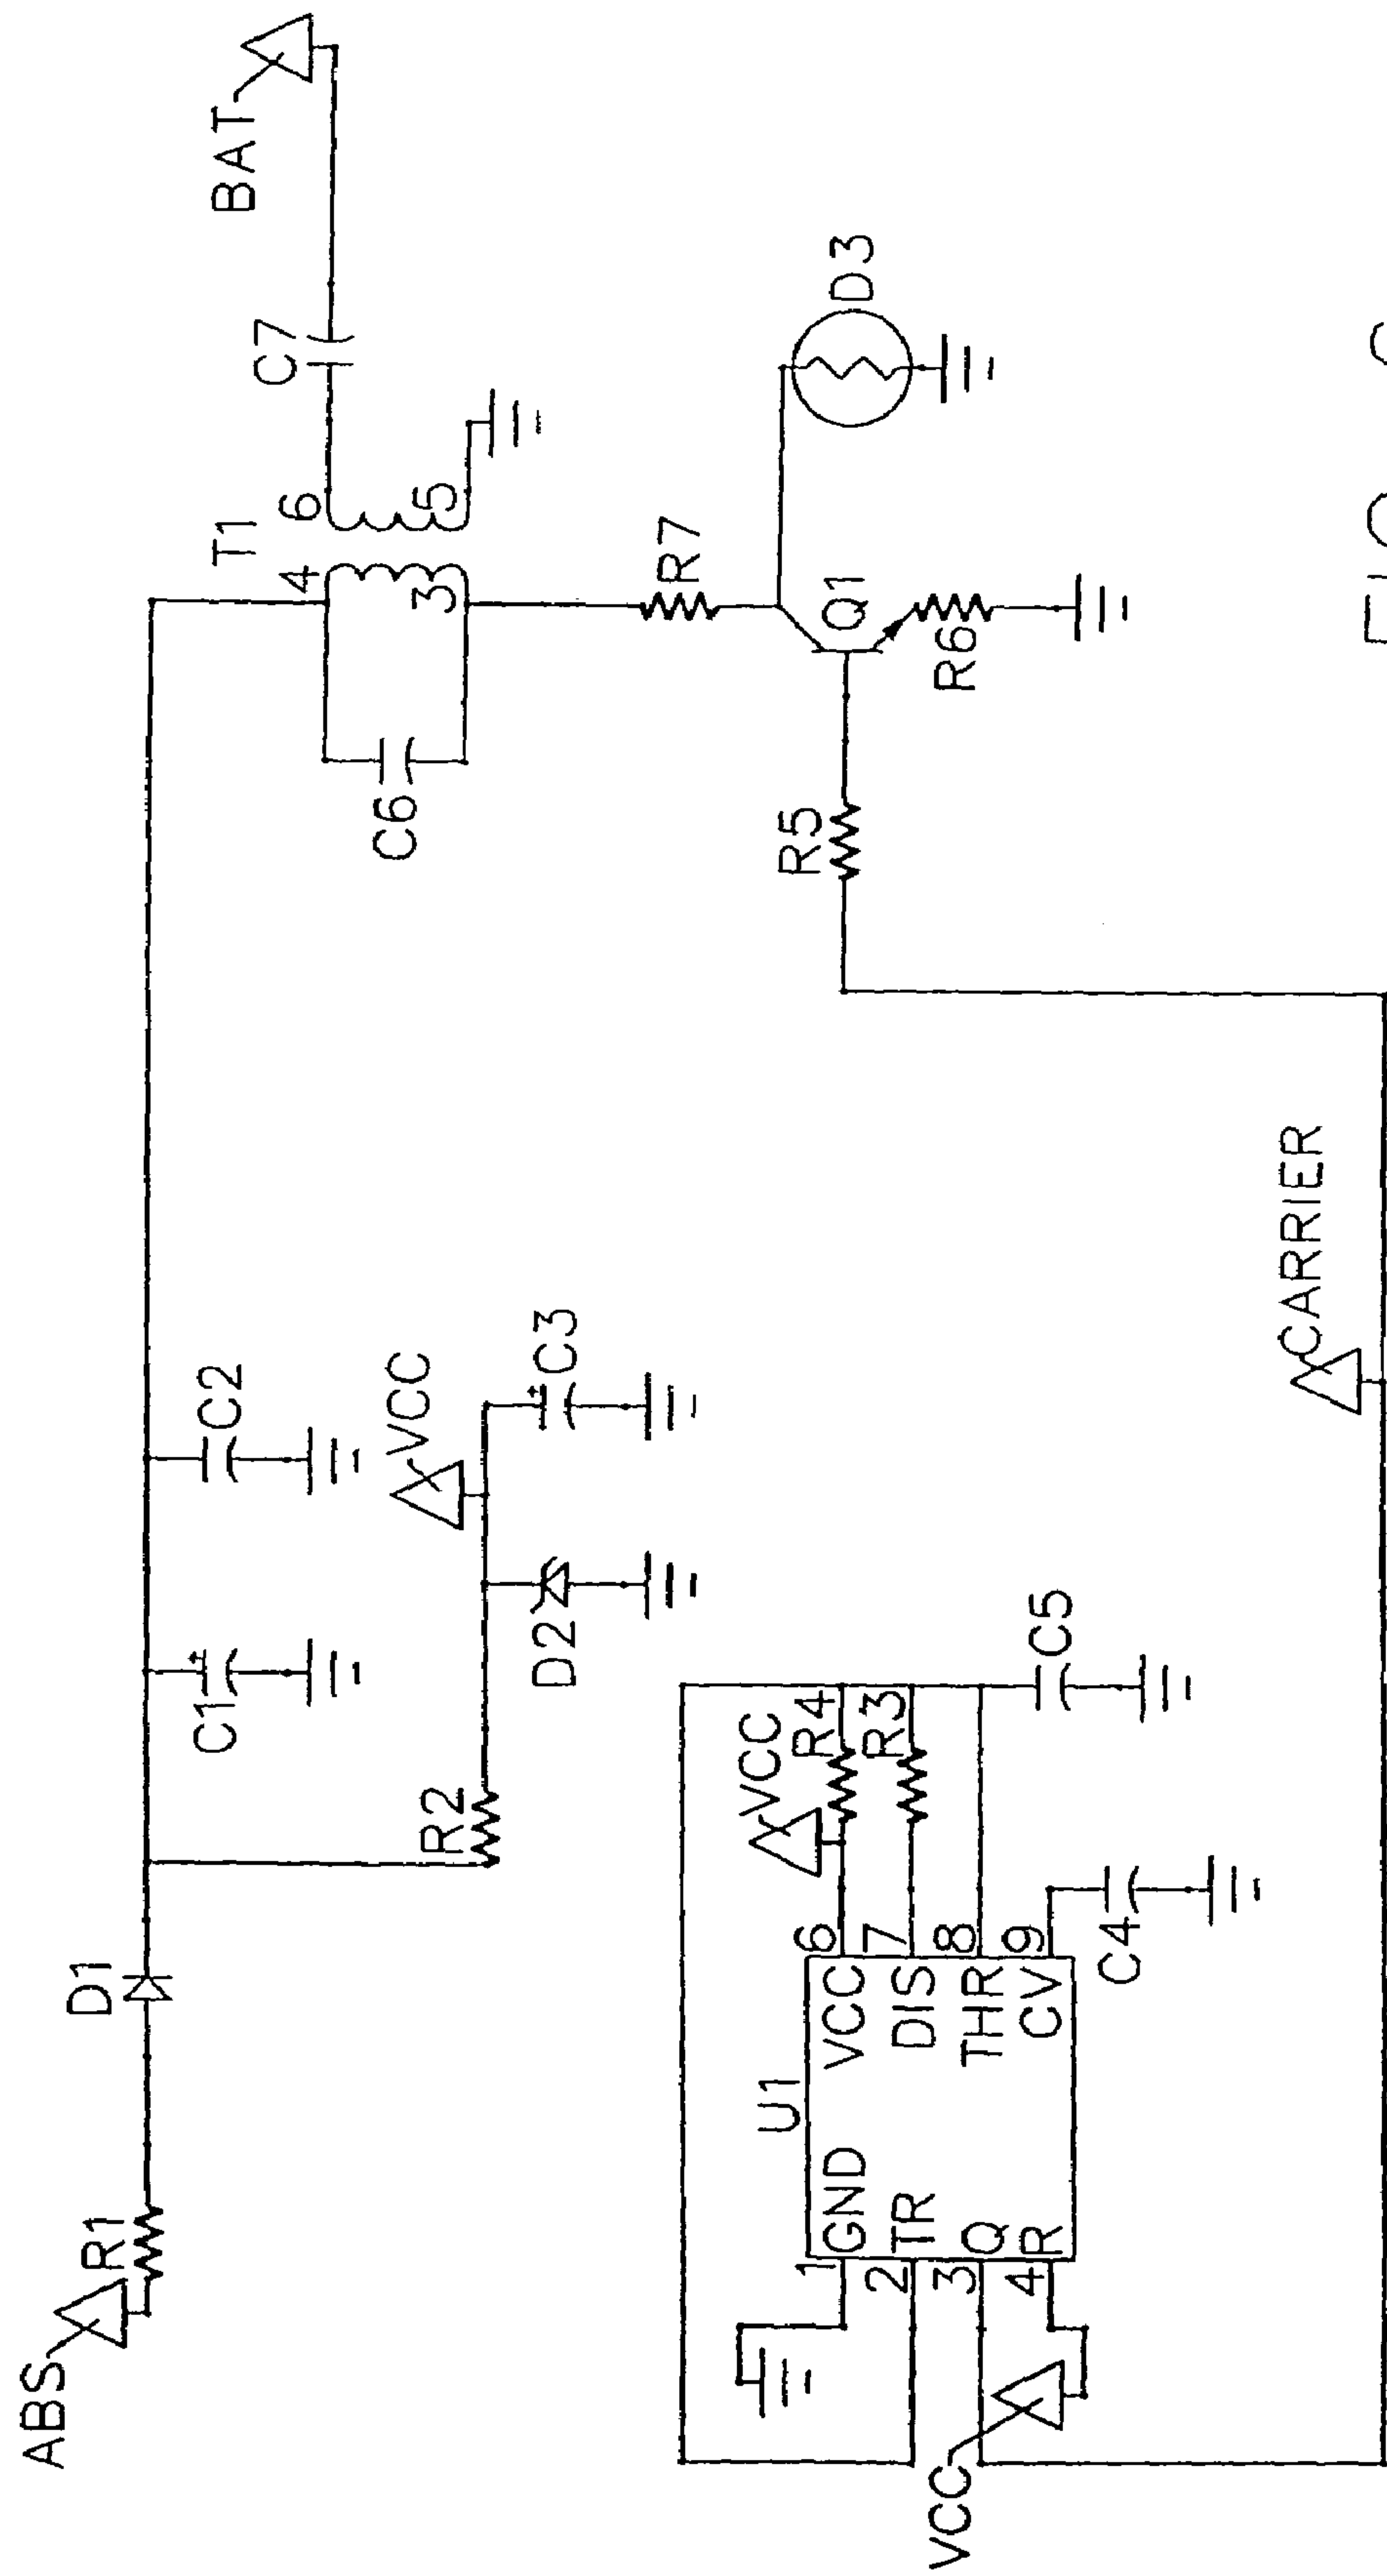 ABS
R1
D1
C1
C2
R2
D2
VCC
C3
T1
4
3
6
5
C6
C7
BAT
R7
Q1
D3
R5
R6
U1
1
GND
2
TR
3
Q
4
R
VCC
6
VCC
7
DIS
8
THR
9
CV
VCC
R4
R3
C5
C4
CARRIER